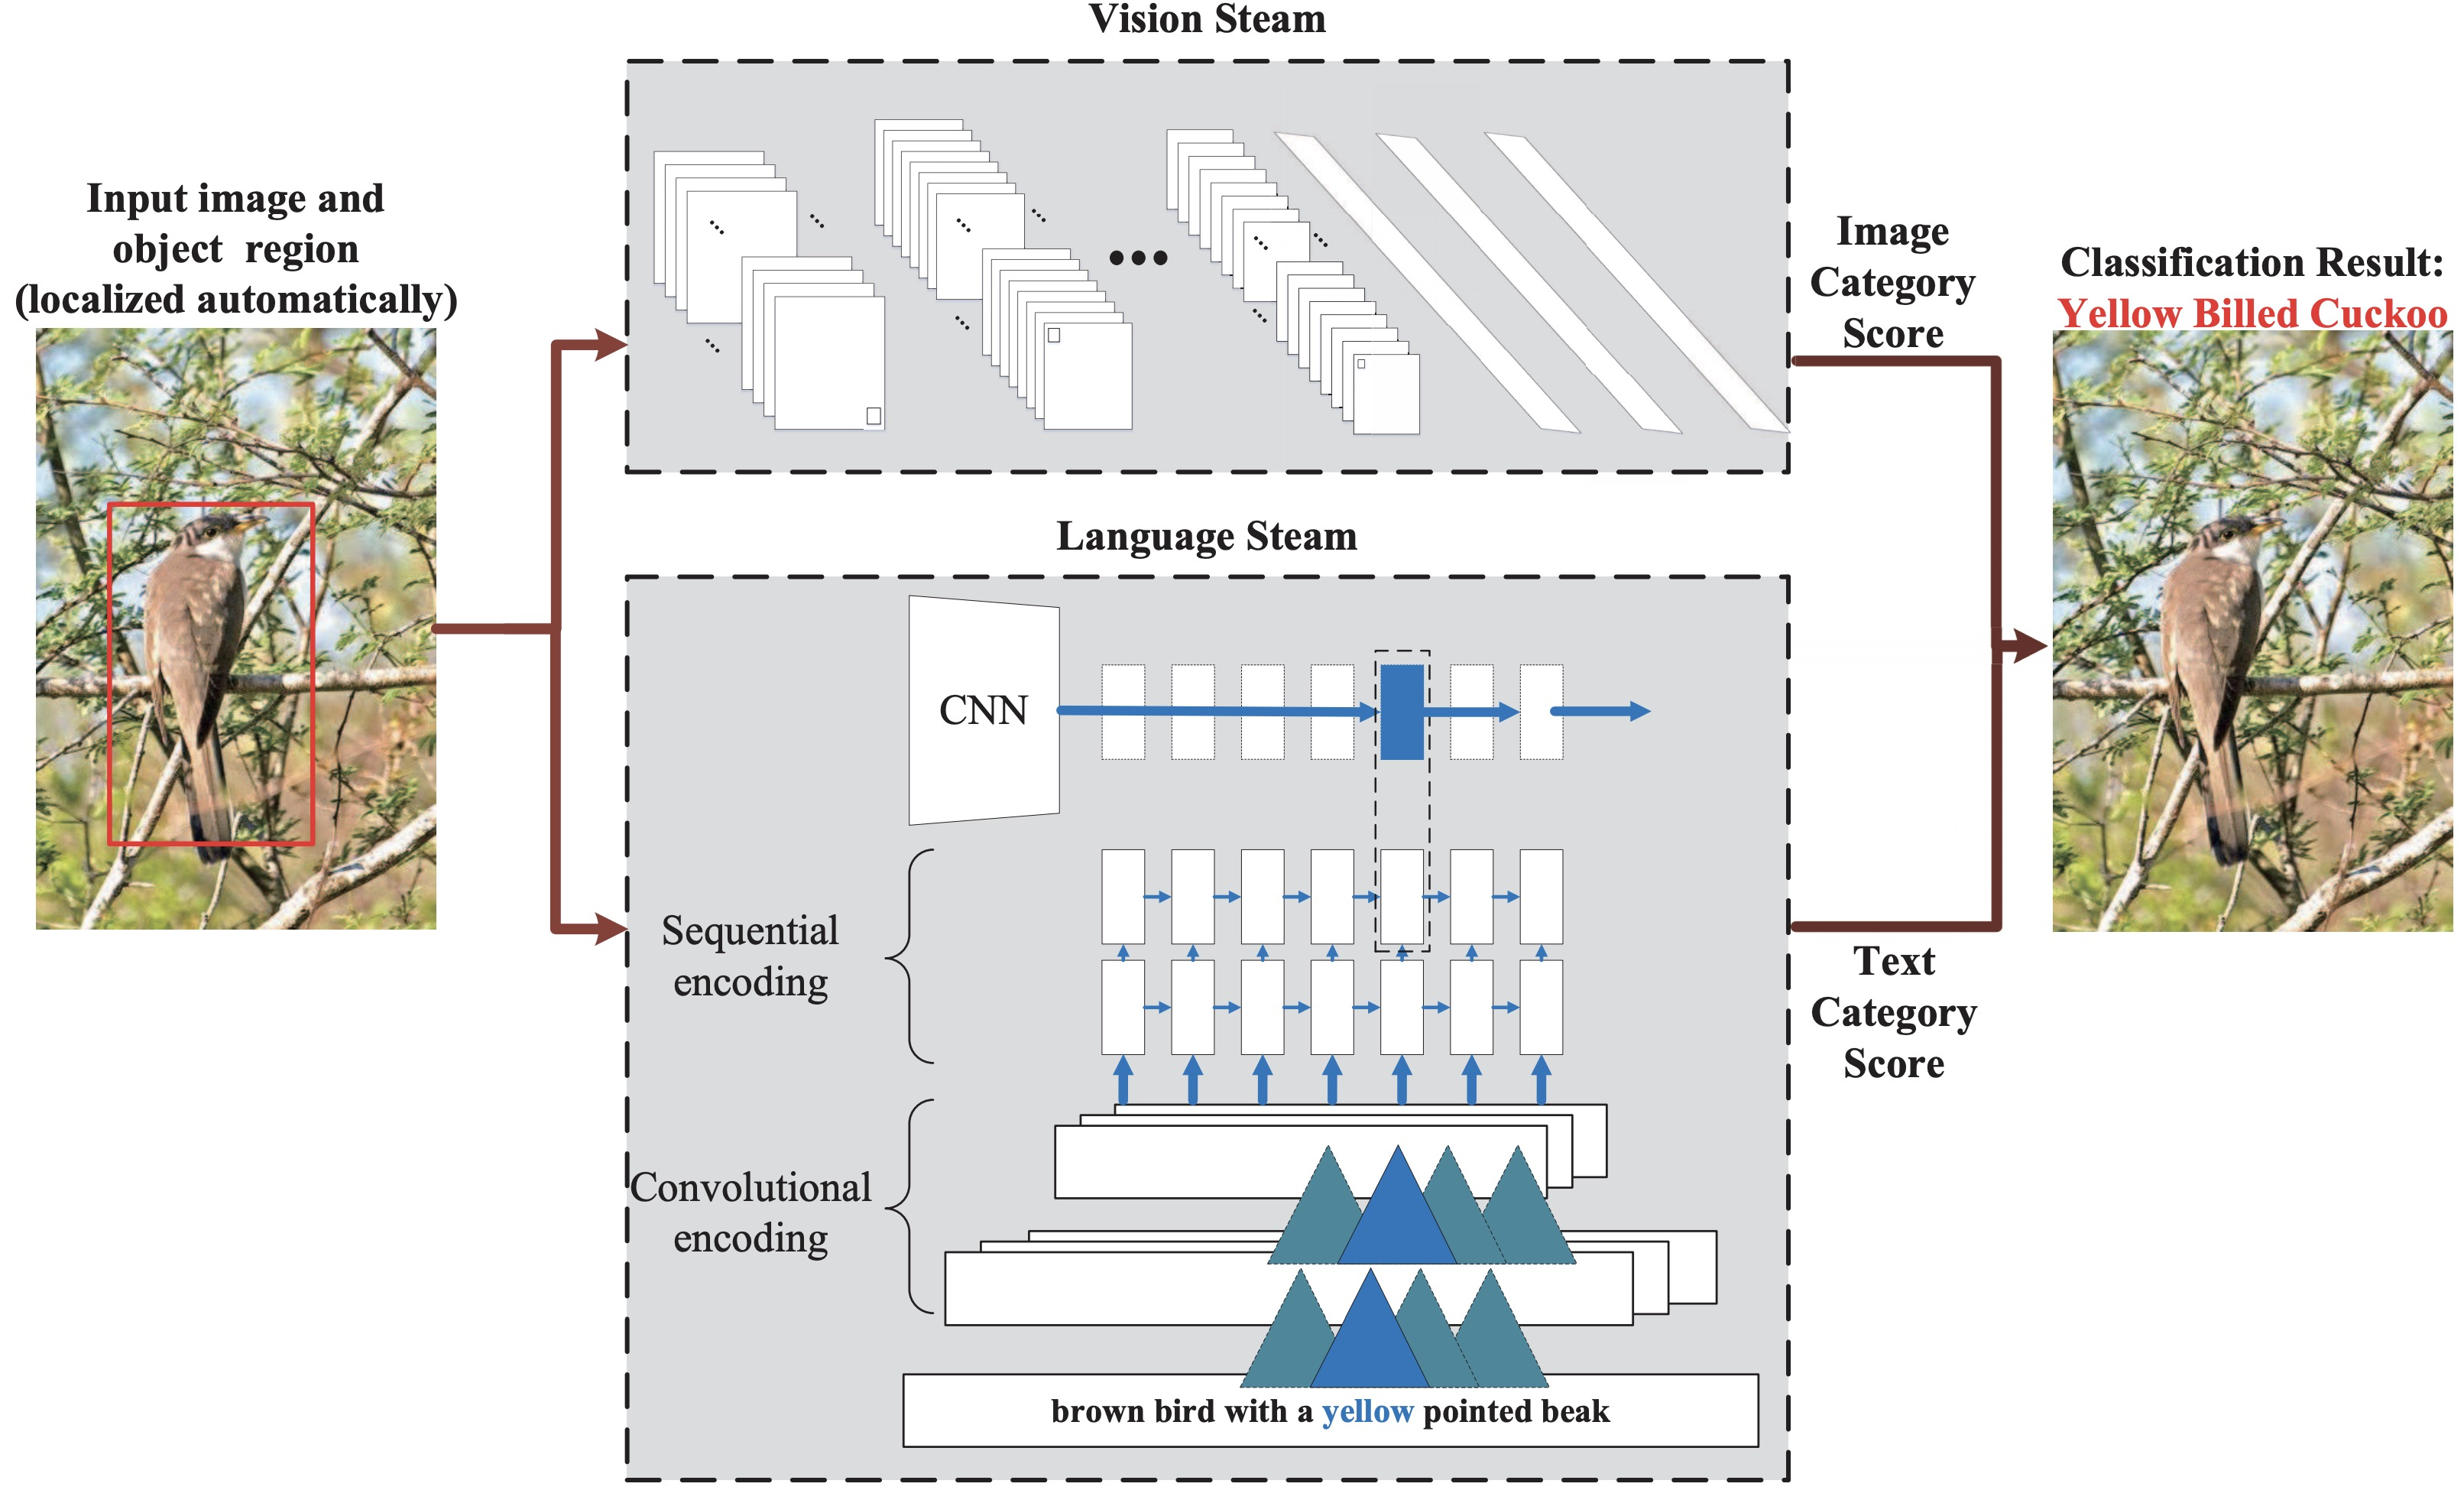 Vision Steam
Input image and
object region
(localized automatically)
Image
Category
Score
Classification Result:
Yellow Billed Cuckoo
Language Steam
CNN
Sequential
encoding
Convolutional
encoding
Text
Category
Score
brown bird with a yellow pointed beak